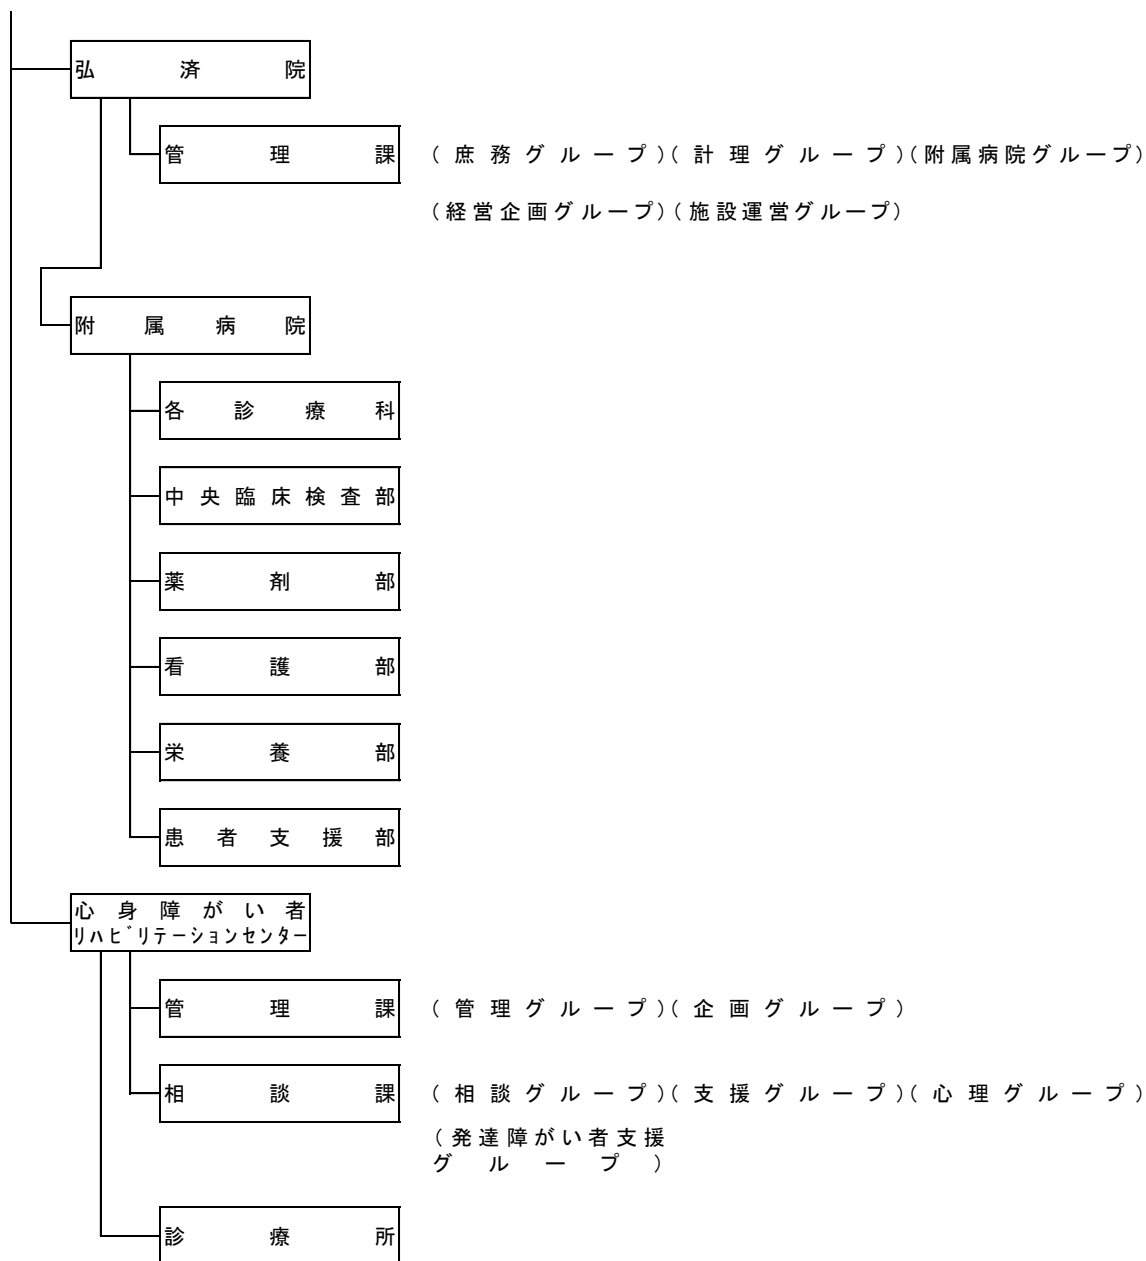 弘済院
管理課 (庶務グループ)(計理グループ)(附属病院グループ)
(経営企画グループ)(施設運営グループ)
附属病院
各診療科
中央臨床検査部
薬剤部
看護部
栄養部
患者支援部
心身障がい者
ﾘﾊﾋﾞﾘﾃｰｼｮﾝｾﾝﾀｰ
管理課 (管理グループ)(企画グループ)
相談課 (相談グループ)(支援グループ)(心理グループ)
(発達障がい者支援
グループ)
診療所